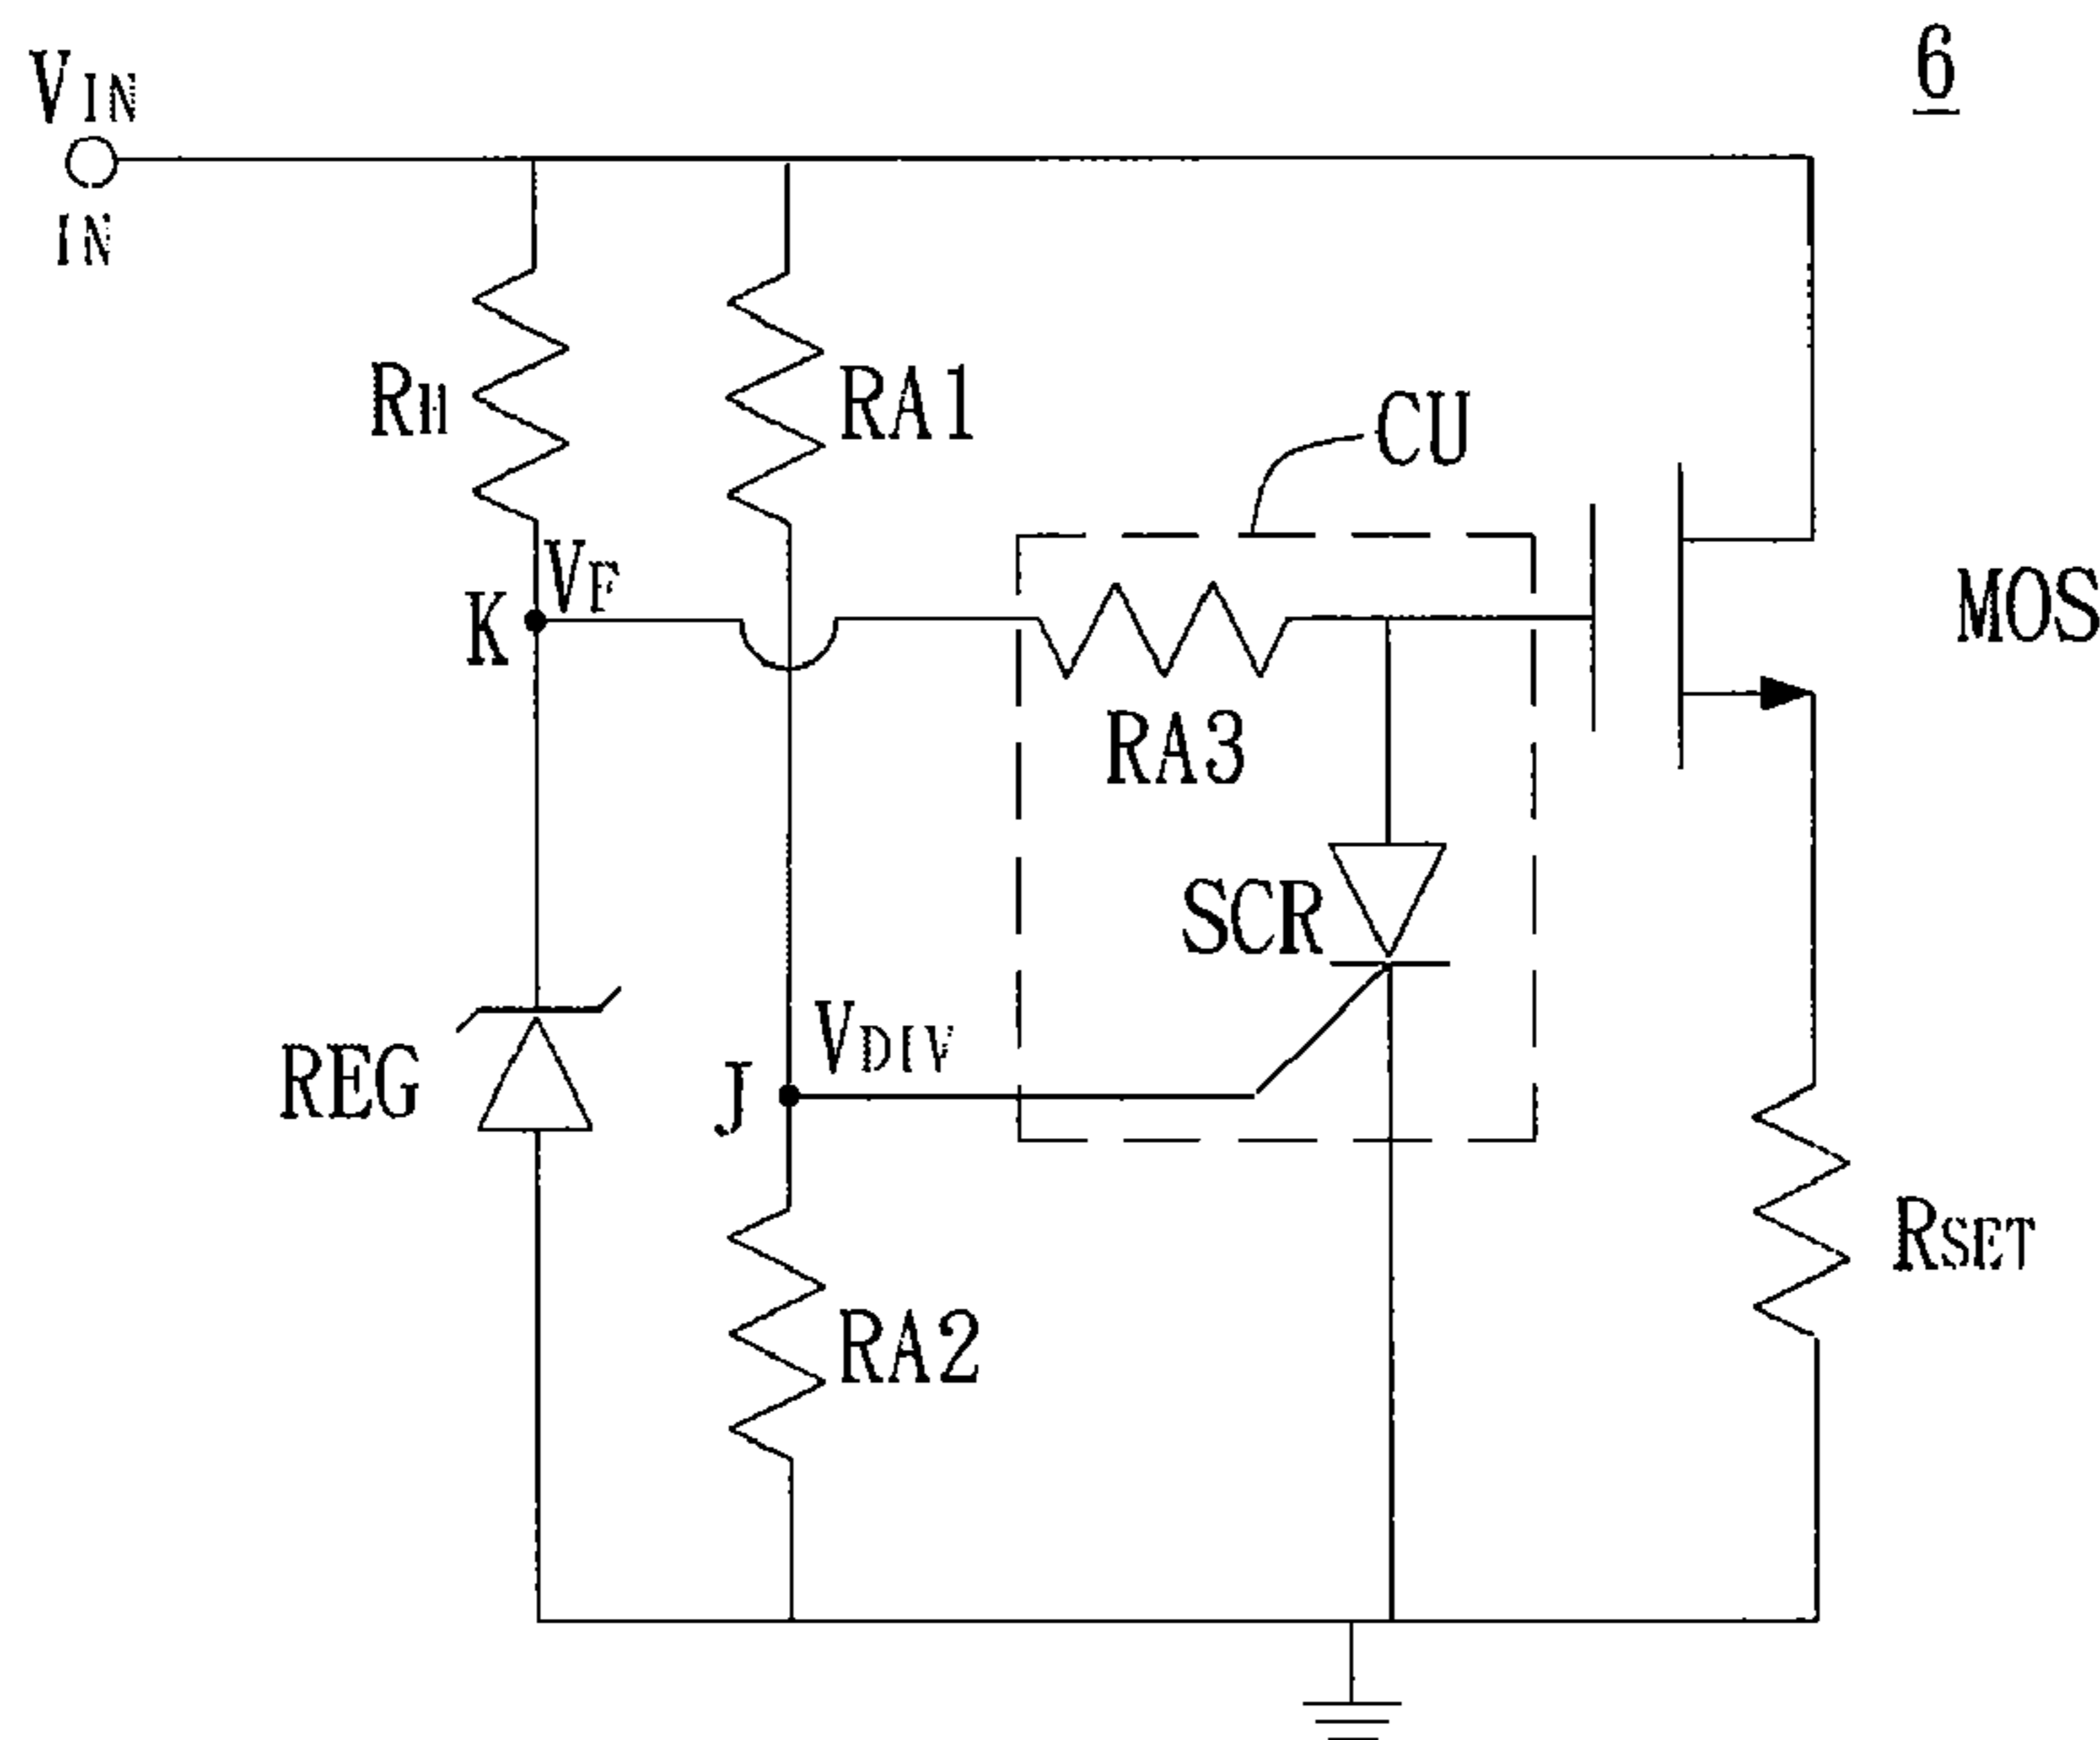 6
VIN
IN
RH
RA1
CU
VF
K
MOS
RA3
SCR
VDIV
REG
J
RSET
RA2